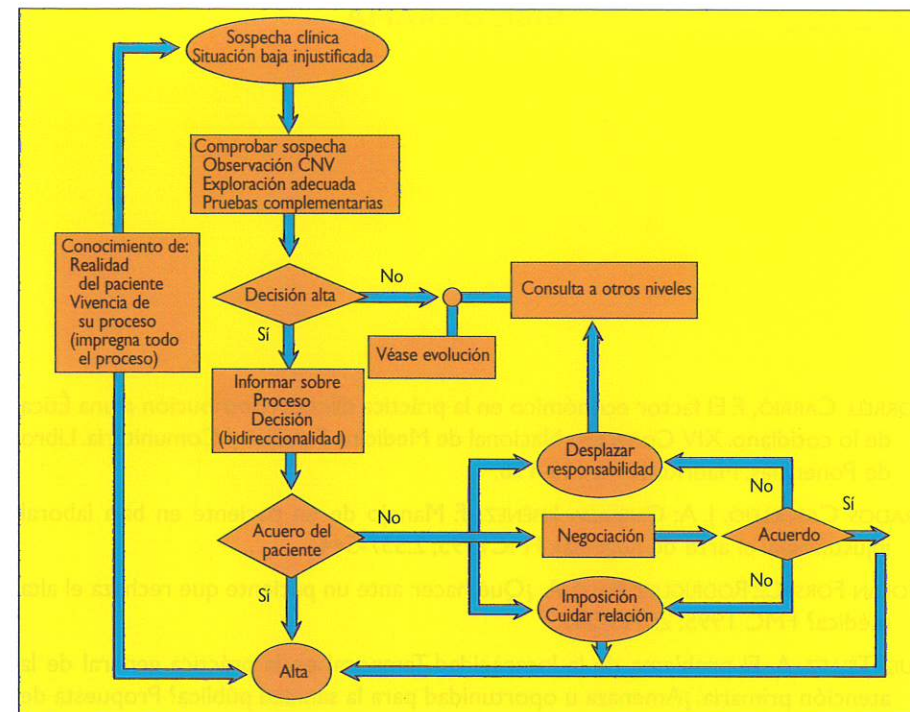 Sospecha clínica
Situación baja injustificada
Comprobar sospecha
Observación CNV
Exploración adecuada
Pruebas complementarias
Conocimiento de:
Realidad
del paciente
Vivencia de
su proceso
(impregna todo
el proceso)
Decisión alta
No
Consulta a otros niveles
Véase evolución
Sí
Informar sobre
Proceso
Decisión
(bidireccionalidad)
Desplazar
responsabilidad
No
Sí
Acuero del
paciente
No
Negociación
Acuerdo
No
Imposición
Cuidar relación
Sí
Alta